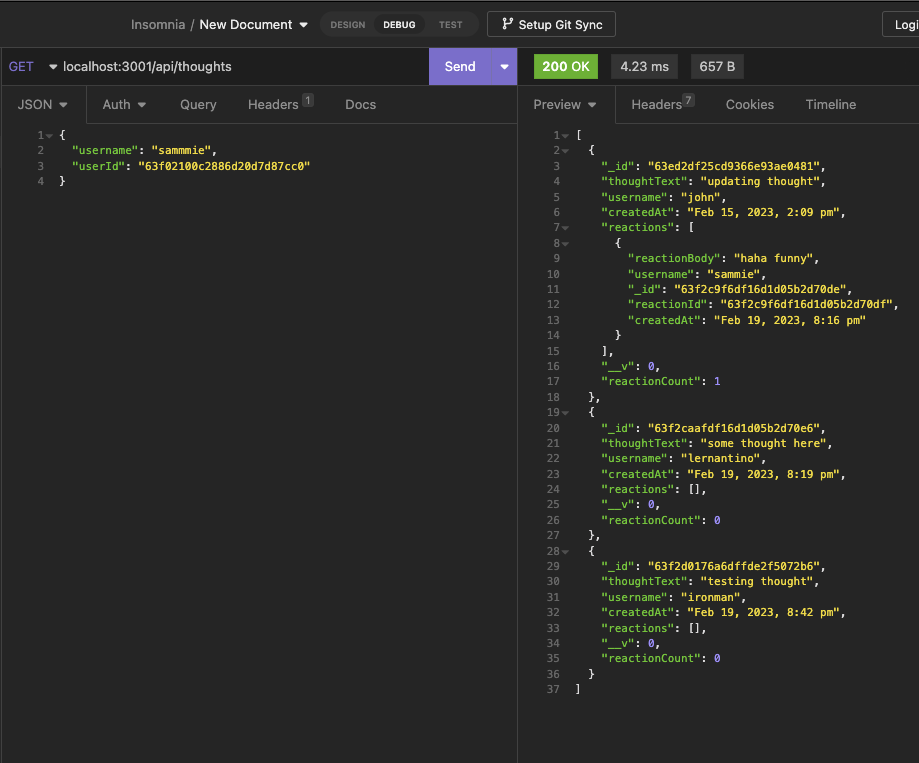 Insomnia / New Document DESIGN DEBUG TEST Setup Git Sync Logi
GET localhost:3001/api/thoughts Send 200 OK 4.23 ms 657 B
JSON Auth Query Headers 1 Docs Preview Headers 7 Cookies Timeline
1 {
2 "username": "sammmie",
3 "userId": "63f02100c2886d20d7d87cc0"
4 }
1 [
2 {
3 "_id": "63ed2df25cd9366e93ae0481",
4 "thoughtText": "updating thought",
5 "username": "john",
6 "createdAt": "Feb 15, 2023, 2:09 pm",
7 "reactions": [
8 {
9 "reactionBody": "haha funny",
10 "username": "sammie",
11 "_id": "63f2c9f6df16d1d05b2d70de",
12 "reactionId": "63f2c9f6df16d1d05b2d70df",
13 "createdAt": "Feb 19, 2023, 8:16 pm"
14 }
15 ],
16 "__v": 0,
17 "reactionCount": 1
18 },
19 {
20 "_id": "63f2caafdf16d1d05b2d70e6",
21 "thoughtText": "some thought here",
22 "username": "lernantino",
23 "createdAt": "Feb 19, 2023, 8:19 pm",
24 "reactions": [],
25 "__v": 0,
26 "reactionCount": 0
27 },
28 {
29 "_id": "63f2d0176a6dffde2f5072b6",
30 "thoughtText": "testing thought",
31 "username": "ironman",
32 "createdAt": "Feb 19, 2023, 8:42 pm",
33 "reactions": [],
34 "__v": 0,
35 "reactionCount": 0
36 }
37 ]